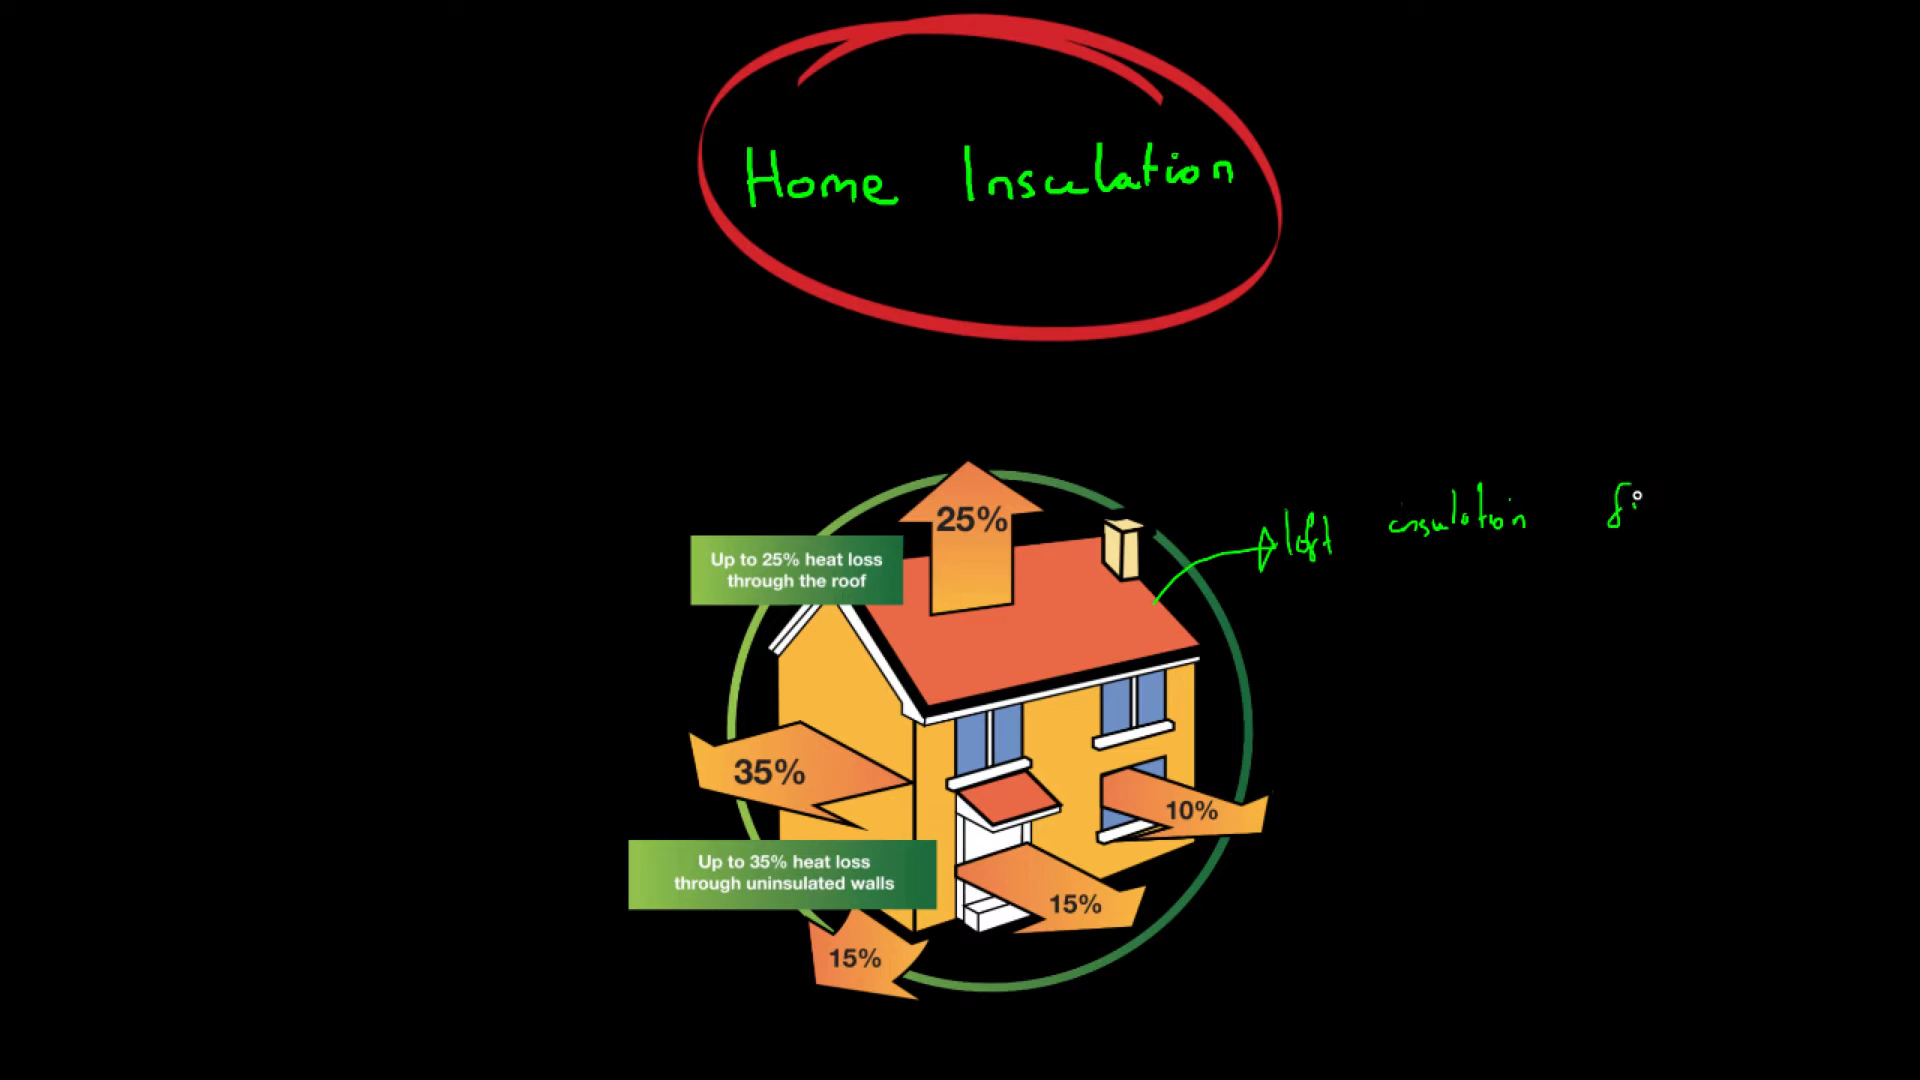 Home Insulation
25%
Up to 25% heat loss
through the roof
loft insulation
35%
10%
Up to 35% heat loss
through uninsulated walls
15%
15%